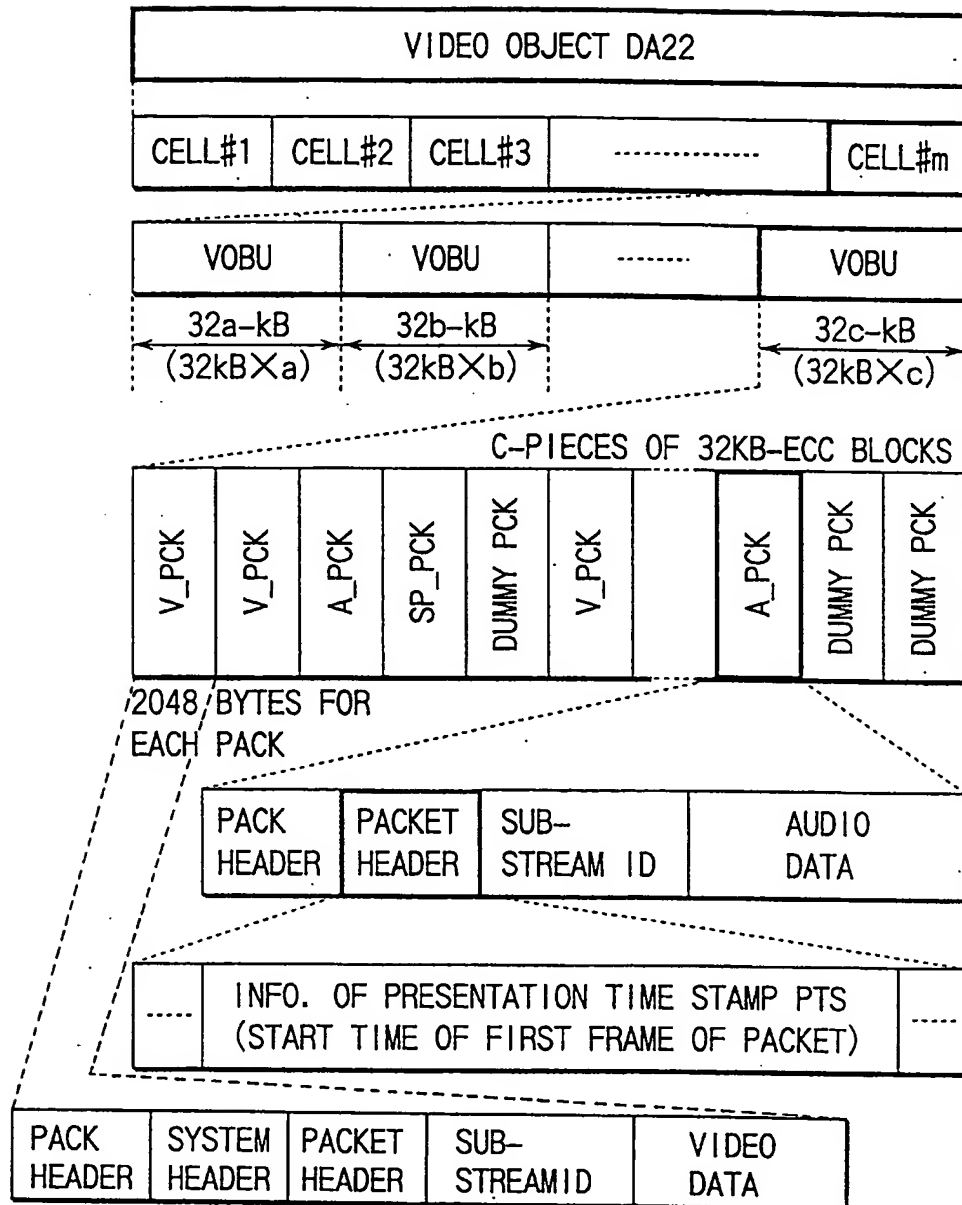 VIDEO OBJECT DA22
CELL#1 CELL#2 CELL#3 CELL#m
VOBU VOBU VOBU
32a-kB 32b-kB 32c-kB
(32kB×a) (32kB×b) (32kB×c)
C-PIECES OF 32KB-ECC BLOCKS
V_PCK V_PCK A_PCK SP_PCK DUMMY PCK V_PCK A_PCK DUMMY PCK DUMMY PCK
2048 BYTES FOR
EACH PACK
PACK PACKET SUB- AUDIO
HEADER HEADER STREAM ID DATA
INFO. OF PRESENTATION TIME STAMP PTS
(START TIME OF FIRST FRAME OF PACKET)
PACK SYSTEM PACKET SUB- VIDEO
HEADER HEADER HEADER STREAMID DATA